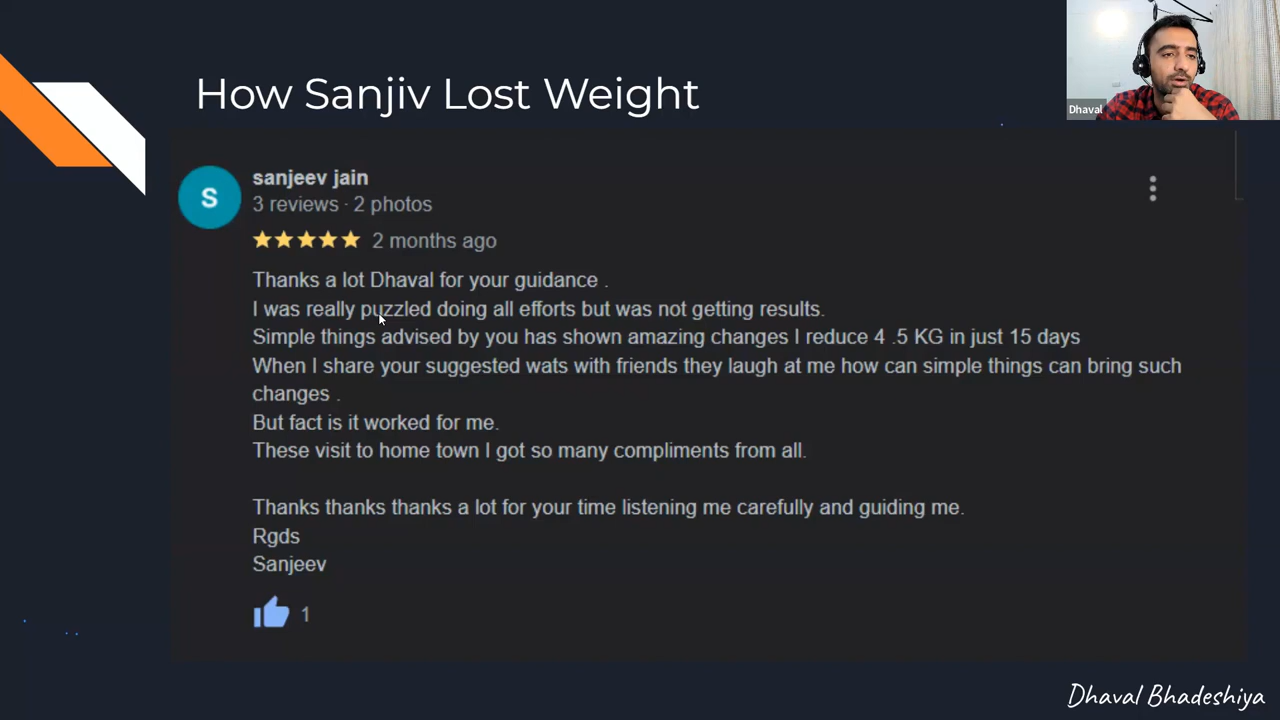 Dhaval
How Sanjiv Lost Weight
S
sanjeev jain
3 reviews · 2 photos
2 months ago
Thanks a lot Dhaval for your guidance .
I was really puzzled doing all efforts but was not getting results.
Simple things advised by you has shown amazing changes I reduce 4 .5 KG in just 15 days
When I share your suggested wats with friends they laugh at me how can simple things can bring such
changes .
But fact is it worked for me.
These visit to home town I got so many compliments from all.
Thanks thanks thanks a lot for your time listening me carefully and guiding me.
Rgds
Sanjeev
1
Dhaval Bhadeshiya